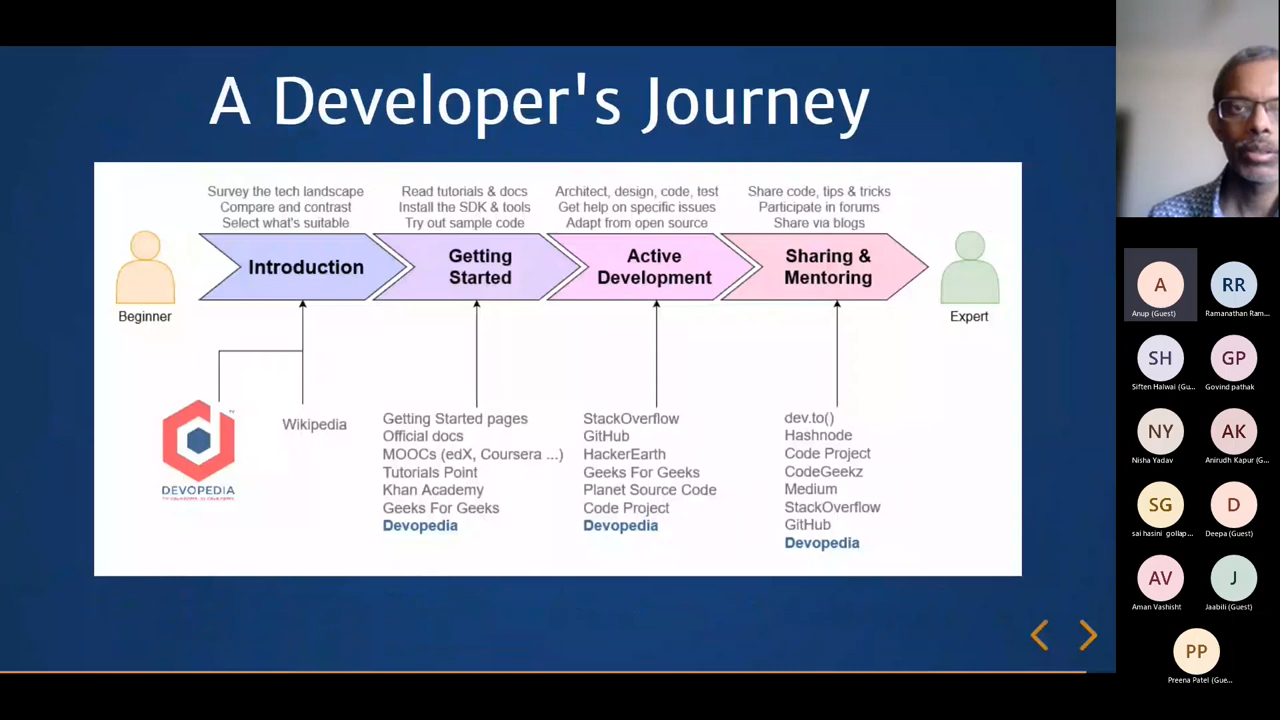 A Developer's Journey
Survey the tech landscape
Compare and contrast
Select what's suitable
Read tutorials & docs
Install the SDK & tools
Try out sample code
Architect, design, code, test
Get help on specific issues
Adapt from open source
Share code, tips & tricks
Participate in forums
Share via blogs
Beginner
Introduction
Getting
Started
Active
Development
Sharing &
Mentoring
Expert
DEVOPEDIA
Wikipedia
Getting Started pages
Official docs
MOOCs (edX, Coursera ...)
Tutorials Point
Khan Academy
Geeks For Geeks
Devopedia
StackOverflow
GitHub
HackerEarth
Geeks For Geeks
Planet Source Code
Code Project
Devopedia
dev.to()
Hashnode
Code Project
CodeGeekz
Medium
StackOverflow
GitHub
Devopedia
A
Anup (Guest)
RR
Ramanathan Ram...
SH
Siften Halwai (Gu...
GP
Govind pathak
NY
Nisha Yadav
AK
Anirudh Kapur (G...
SG
sai hasini gollap...
D
Deepa (Guest)
AV
Aman Vashisht
J
Jaabili (Guest)
PP
Preena Patel (Gue...